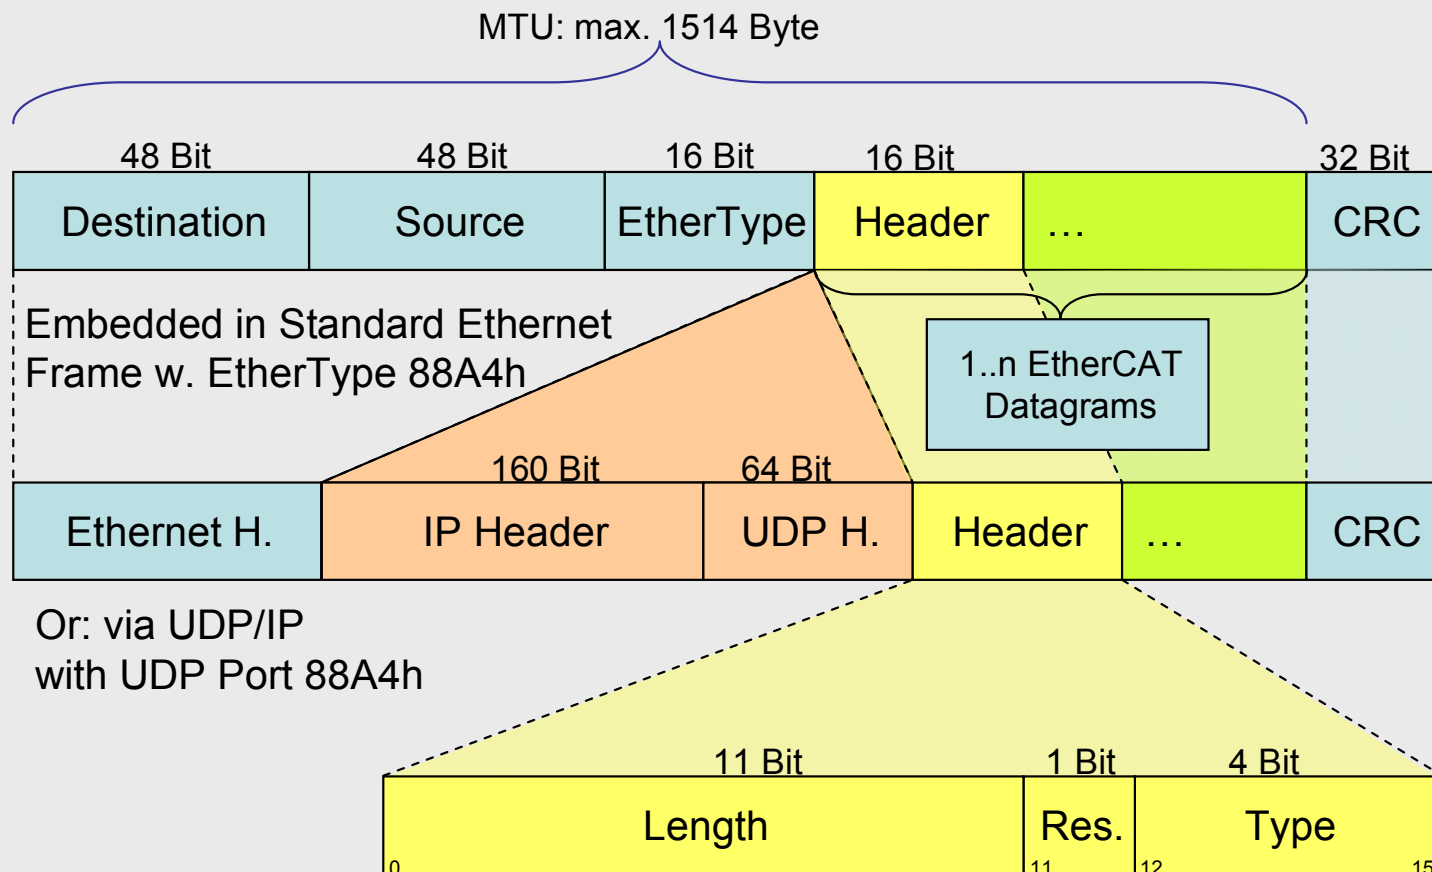 MTU: max. 1514 Byte
48 Bit
48 Bit
16 Bit
16 Bit
32 Bit
Destination
Source
EtherType
Header
...
CRC
Embedded in Standard Ethernet
Frame w. EtherType 88A4h
1..n EtherCAT
Datagrams
160 Bit
64 Bit
Ethernet H.
IP Header
UDP H.
Header
...
CRC
Or: via UDP/IP
with UDP Port 88A4h
11 Bit
1 Bit
4 Bit
Length
Res.
Type
0
11
12
15